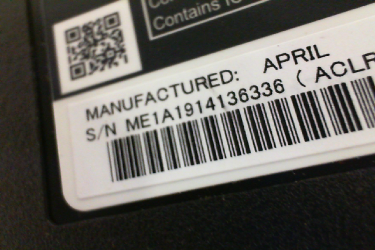 Contains
MANUFACTURED: APRIL
S/N ME1A1914136336 (ACLR